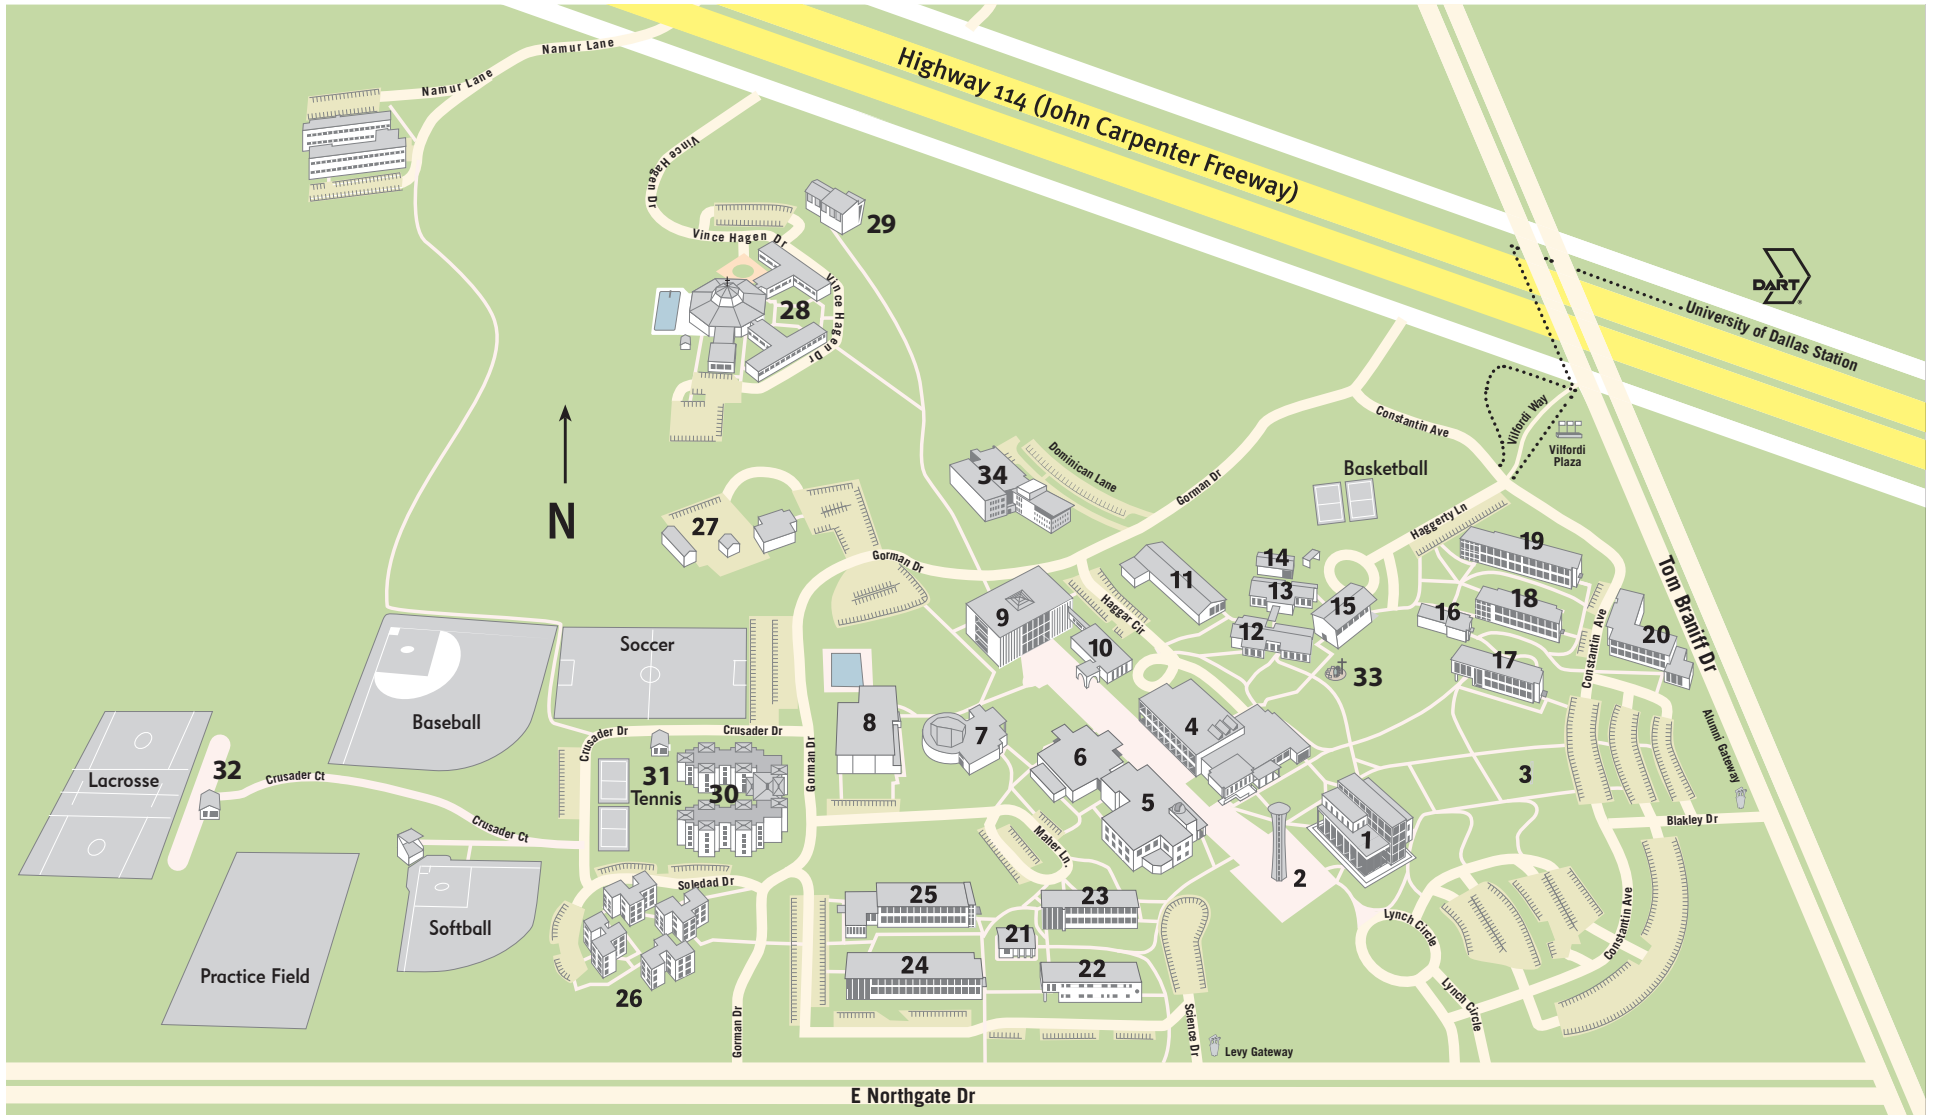 Namur Lane
Namur Lane
Highway 114 (John Carpenter Freeway)
Vince Hagen Dr
29
Vince Hagen Dr
Vince Hagen Dr
28
DART
University of Dallas Station
Constantin Ave
Vilfordi Way
Vilfordi
Plaza
N
34
Dominican Lane
Gorman Dr
Basketball
27
Gorman Dr
Haggerty Ln
19
14
11
13
Tom Braniff Dr
9
Haggar Cir
15
16
18
12
10
20
Constantin Ave
Soccer
17
33
Baseball
8
7
4
Alumni Gateway
Crusader Dr
Crusader Dr
Gorman Dr
6
32
Lacrosse
Crusader Ct
31
Tennis
30
3
5
Blakley Dr
Crusader Ct
Maher Ln.
1
2
Soledad Dr
25
23
Lynch Circle
Constantin Ave
Softball
21
24
22
Practice Field
26
Lynch Circle
Gorman Dr
Science Dr
Levy Gateway
E Northgate Dr